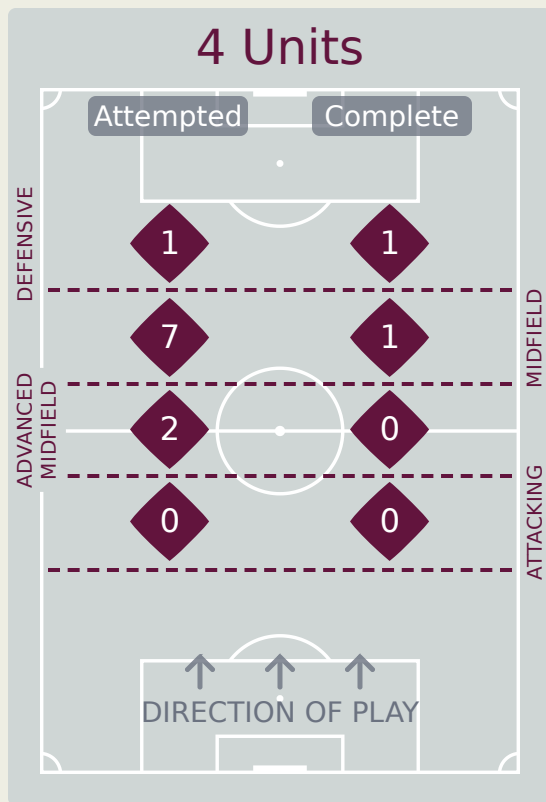 4 Units
Attempted
Complete
DEFENSIVE
1
1
MIDFIELD
7
1
ADVANCED
MIDFIELD
2
0
ATTACKING
0
0
DIRECTION OF PLAY